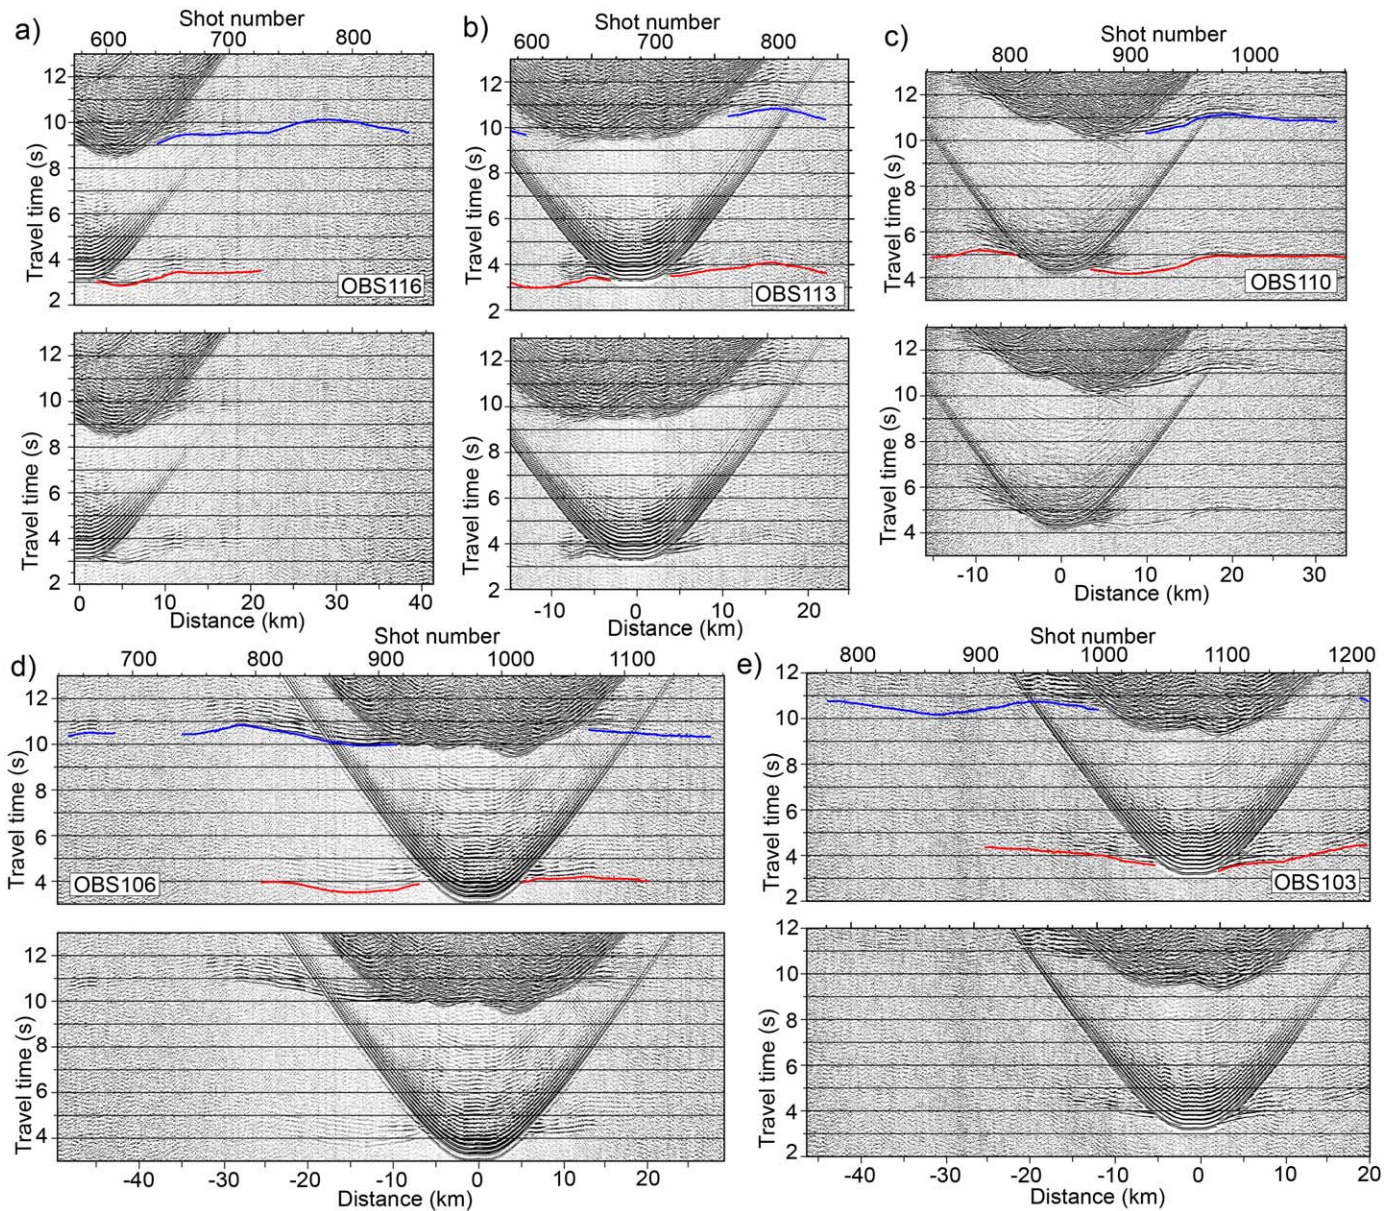 a)
Shot number
600 700 800
Travel time (s)
12
10
8
6
4
2
OBS116
b)
Shot number
600 700 800
Travel time (s)
12
10
8
6
4
2
OBS113
c)
Shot number
800 900 1000
Travel time (s)
12
10
8
6
4
OBS110
Travel time (s)
12
10
8
6
4
2
0 10 20 30 40
Distance (km)
Travel time (s)
12
10
8
6
4
2
-10 0 10 20
Distance (km)
Travel time (s)
12
10
8
6
4
-10 0 10 20 30
Distance (km)
d)
Shot number
700 800 900 1000 1100
Travel time (s)
12
10
8
6
4
OBS106
e)
Shot number
800 900 1000 1100 1200
Travel time (s)
12
10
8
6
4
2
OBS103
Travel time (s)
12
10
8
6
4
-40 -30 -20 -10 0 10 20
Distance (km)
Travel time (s)
12
10
8
6
4
2
-40 -30 -20 -10 0 10 20
Distance (km)